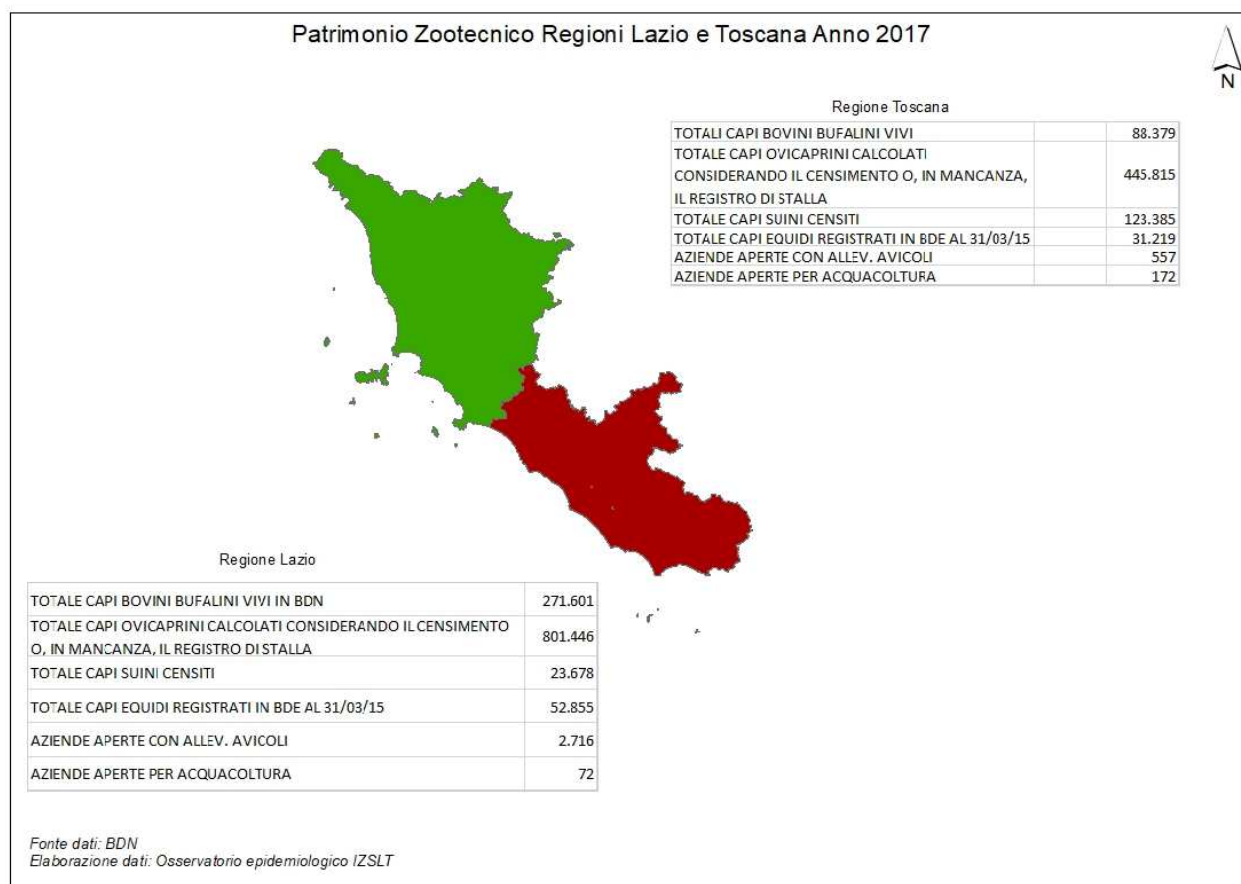 Patrimonio Zootecnico Regioni Lazio e Toscana Anno 2017
N
Regione Toscana
TOTALI CAPI BOVINI BUFALINI VIVI 88.379
TOTALE CAPI OVICAPRINI CALCOLATI
CONSIDERANDO IL CENSIMENTO O, IN MANCANZA, 445.815
IL REGISTRO DI STALLA
TOTALE CAPI SUINI CENSITI 123.385
TOTALE CAPI EQUIDI REGISTRATI IN BDE AL 31/03/15 31.219
AZIENDE APERTE CON ALLEV. AVICOLI 557
AZIENDE APERTE PER ACQUACOLTURA 172
Regione Lazio
TOTALE CAPI BOVINI BUFALINI VIVI IN BDN 271.601
TOTALE CAPI OVICAPRINI CALCOLATI CONSIDERANDO IL CENSIMENTO
O, IN MANCANZA, IL REGISTRO DI STALLA 801.446
TOTALE CAPI SUINI CENSITI 23.678
TOTALE CAPI EQUIDI REGISTRATI IN BDE AL 31/03/15 52.855
AZIENDE APERTE CON ALLEV. AVICOLI 2.716
AZIENDE APERTE PER ACQUACOLTURA 72
Fonte dati: BDN
Elaborazione dati: Osservatorio epidemiologico IZSLT